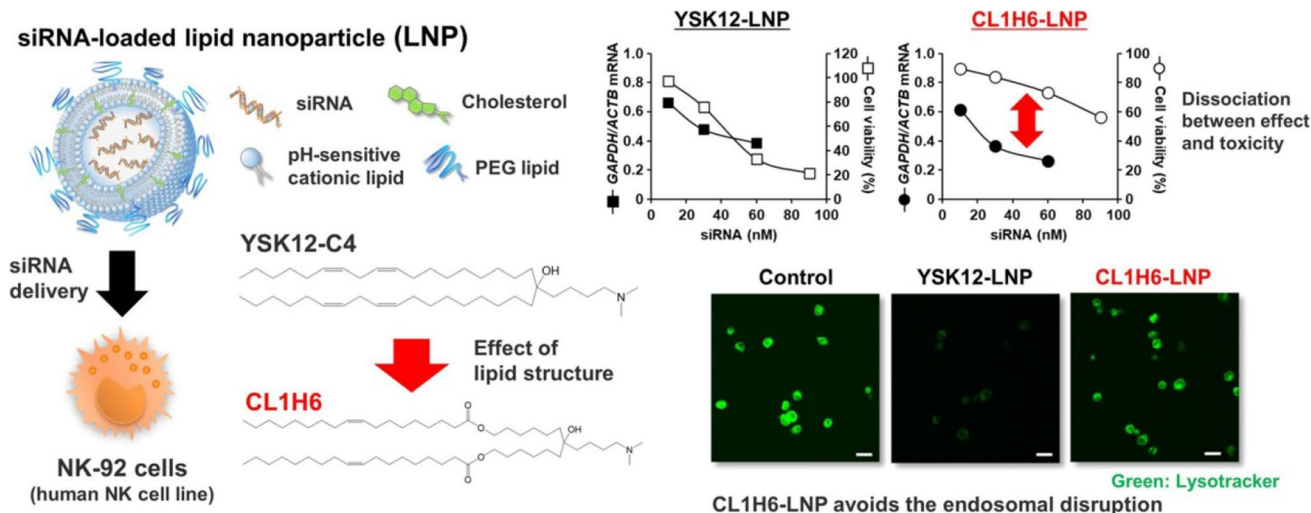 siRNA-loaded lipid nanoparticle (LNP)
siRNA
Cholesterol
pH-sensitive
cationic lipid
PEG lipid
siRNA
delivery
NK-92 cells
(human NK cell line)
YSK12-C4
OH
N
Effect of
lipid structure
CL1H6
O
O
OH
N
O
O
YSK12-LNP
GAPDH/ACTB mRNA
1.0
0.8
0.6
0.4
0.2
0
120
100
80
60
40
20
0
Cell viability
(%)
0 20 40 60 80 100
siRNA (nM)
CL1H6-LNP
GAPDH/ACTB mRNA
1.0
0.8
0.6
0.4
0.2
0
100
80
60
40
20
0
Cell viability
(%)
0 20 40 60 80 100
siRNA (nM)
Dissociation
between effect
and toxicity
Control
YSK12-LNP
CL1H6-LNP
Green: Lysotracker
CL1H6-LNP avoids the endosomal disruption